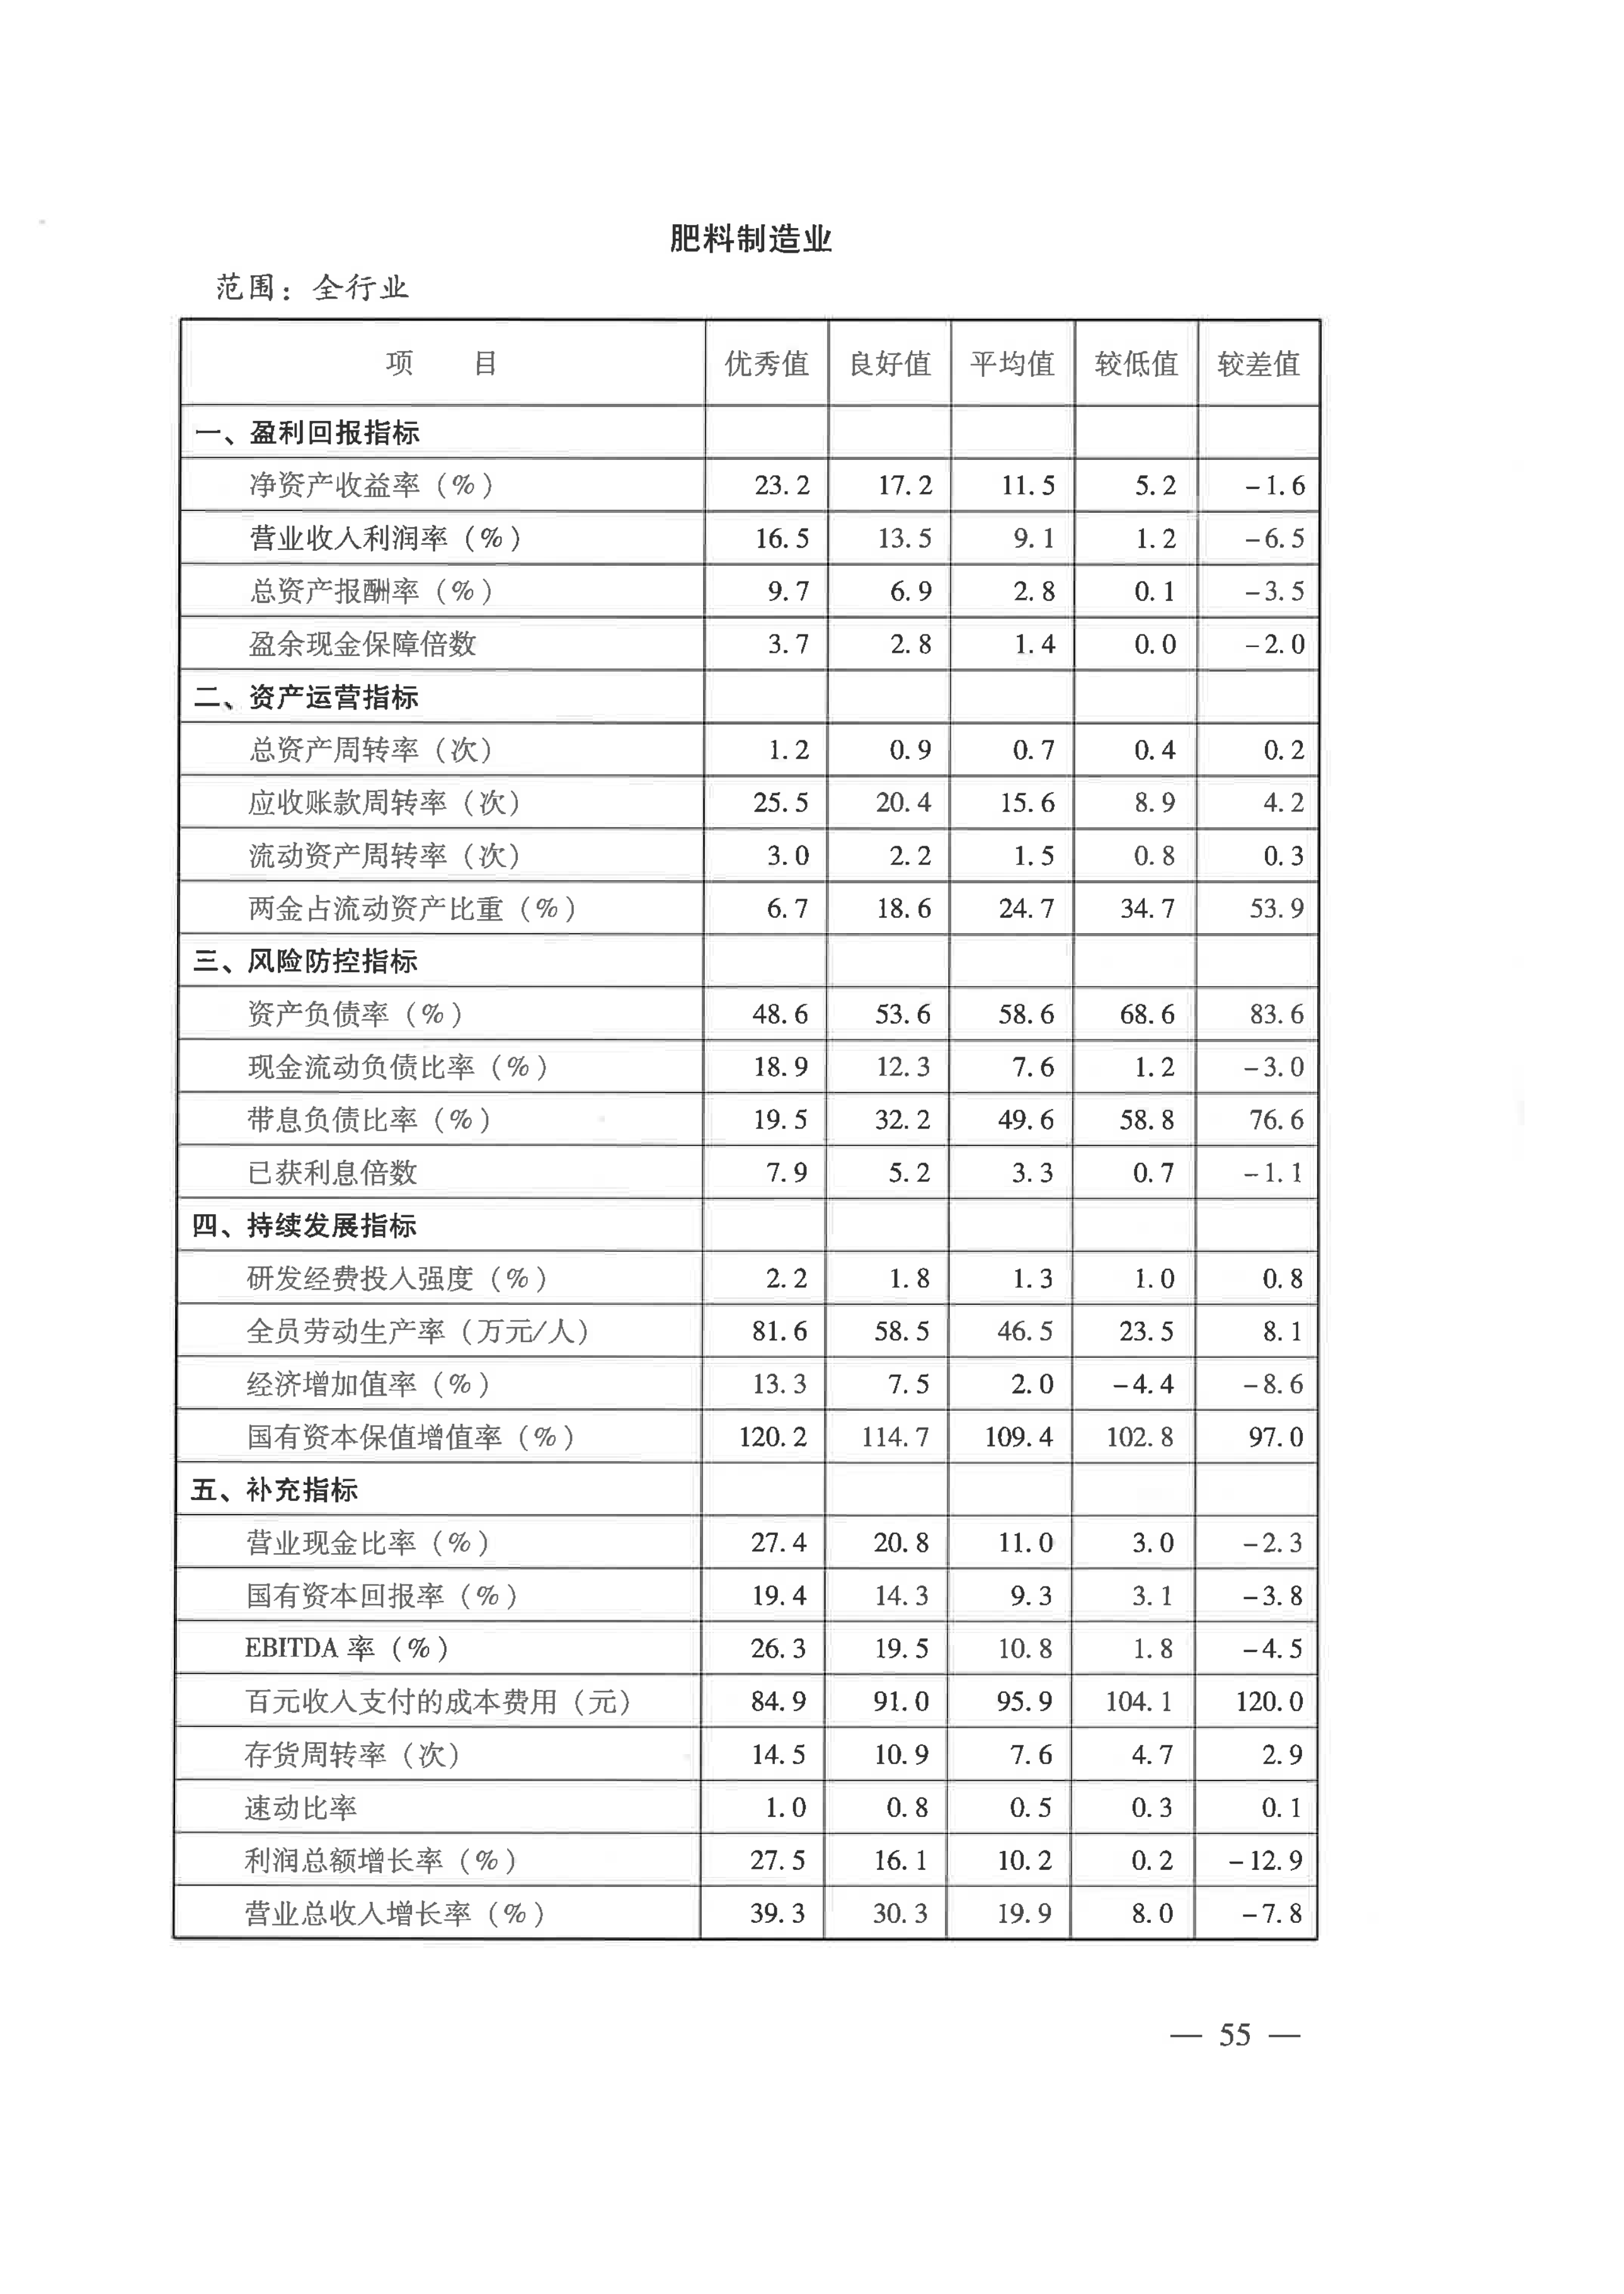 肥料制造业
范围：全行业
项 目 优秀值 良好值 平均值 较低值 较差值
一、盈利回报指标
净资产收益率（%） 23.2 17.2 11.5 5.2 -1.6
营业收入利润率（%） 16.5 13.5 9.1 1.2 -6.5
总资产报酬率（%） 9.7 6.9 2.8 0.1 -3.5
盈余现金保障倍数 3.7 2.8 1.4 0.0 -2.0
二、资产运营指标
总资产周转率（次） 1.2 0.9 0.7 0.4 0.2
应收账款周转率（次） 25.5 20.4 15.6 8.9 4.2
流动资产周转率（次） 3.0 2.2 1.5 0.8 0.3
两金占流动资产比重（%） 6.7 18.6 24.7 34.7 53.9
三、风险防控指标
资产负债率（%） 48.6 53.6 58.6 68.6 83.6
现金流动负债比率（%） 18.9 12.3 7.6 1.2 -3.0
带息负债比率（%） 19.5 32.2 49.6 58.8 76.6
已获利息倍数 7.9 5.2 3.3 0.7 -1.1
四、持续发展指标
研发经费投入强度（%） 2.2 1.8 1.3 1.0 0.8
全员劳动生产率（万元/人） 81.6 58.5 46.5 23.5 8.1
经济增加值率（%） 13.3 7.5 2.0 -4.4 -8.6
国有资本保值增值率（%） 120.2 114.7 109.4 102.8 97.0
五、补充指标
营业现金比率（%） 27.4 20.8 11.0 3.0 -2.3
国有资本回报率（%） 19.4 14.3 9.3 3.1 -3.8
EBITDA 率（%） 26.3 19.5 10.8 1.8 -4.5
百元收入支付的成本费用（元） 84.9 91.0 95.9 104.1 120.0
存货周转率（次） 14.5 10.9 7.6 4.7 2.9
速动比率 1.0 0.8 0.5 0.3 0.1
利润总额增长率（%） 27.5 16.1 10.2 0.2 -12.9
营业总收入增长率（%） 39.3 30.3 19.9 8.0 -7.8
— 55 —